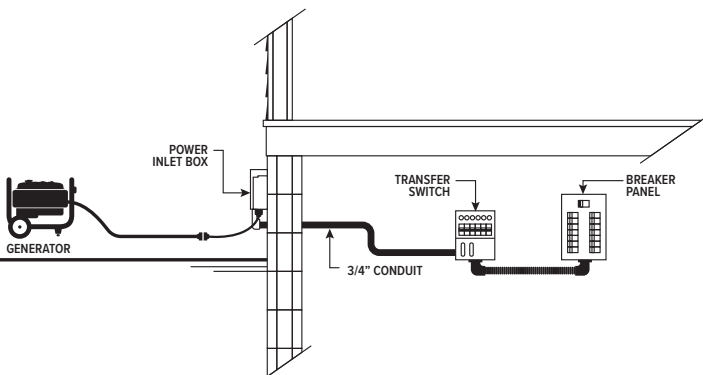 POWER
INLET BOX
TRANSFER
SWITCH
BREAKER
PANEL
GENERATOR
3/4” CONDUIT